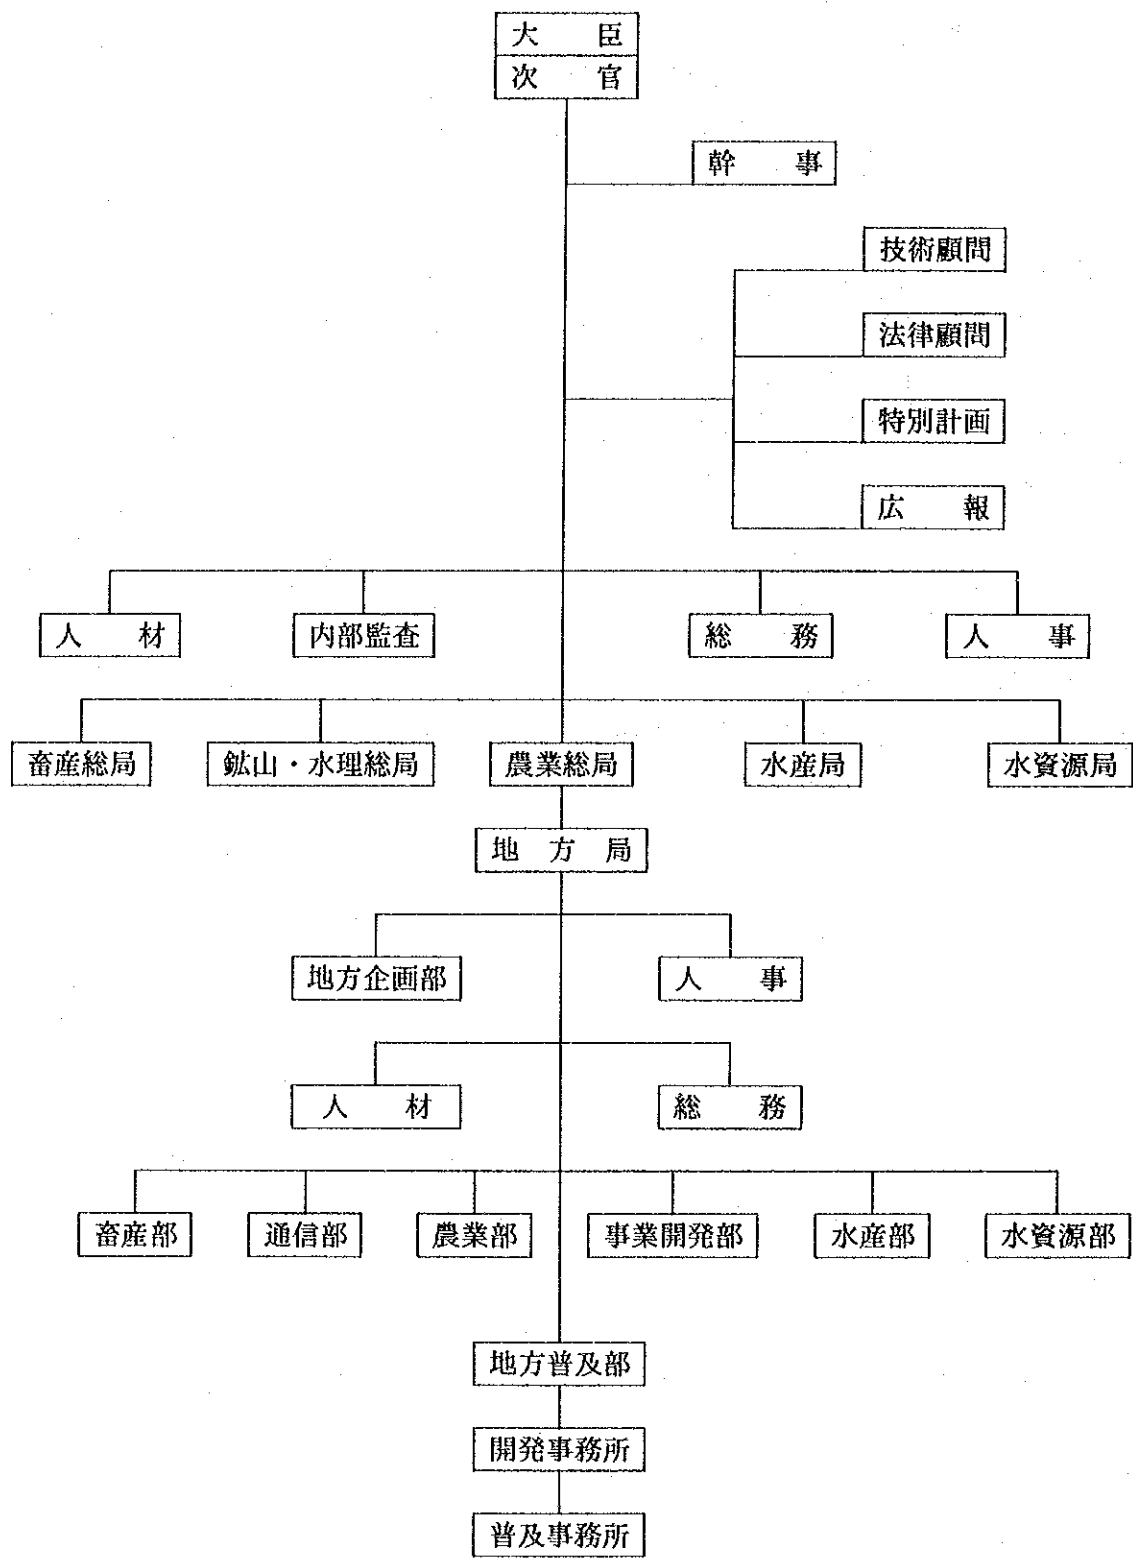 大臣
次官
幹事
技術顧問
法律顧問
特別計画
広報
人材
内部監査
総務
人事
畜産総局
鉱山・水理総局
農業総局
水産局
水資源局
地方局
地方企画部
人事
人材
総務
畜産部
通信部
農業部
事業開発部
水産部
水資源部
地方普及部
開発事務所
普及事務所